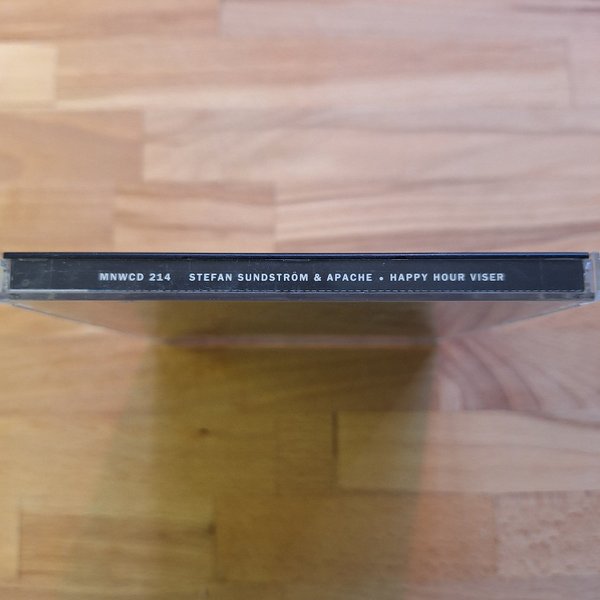 MNWCD 214 STEFAN SUNDSTRÖM & APACHE • HAPPY HOUR VISER